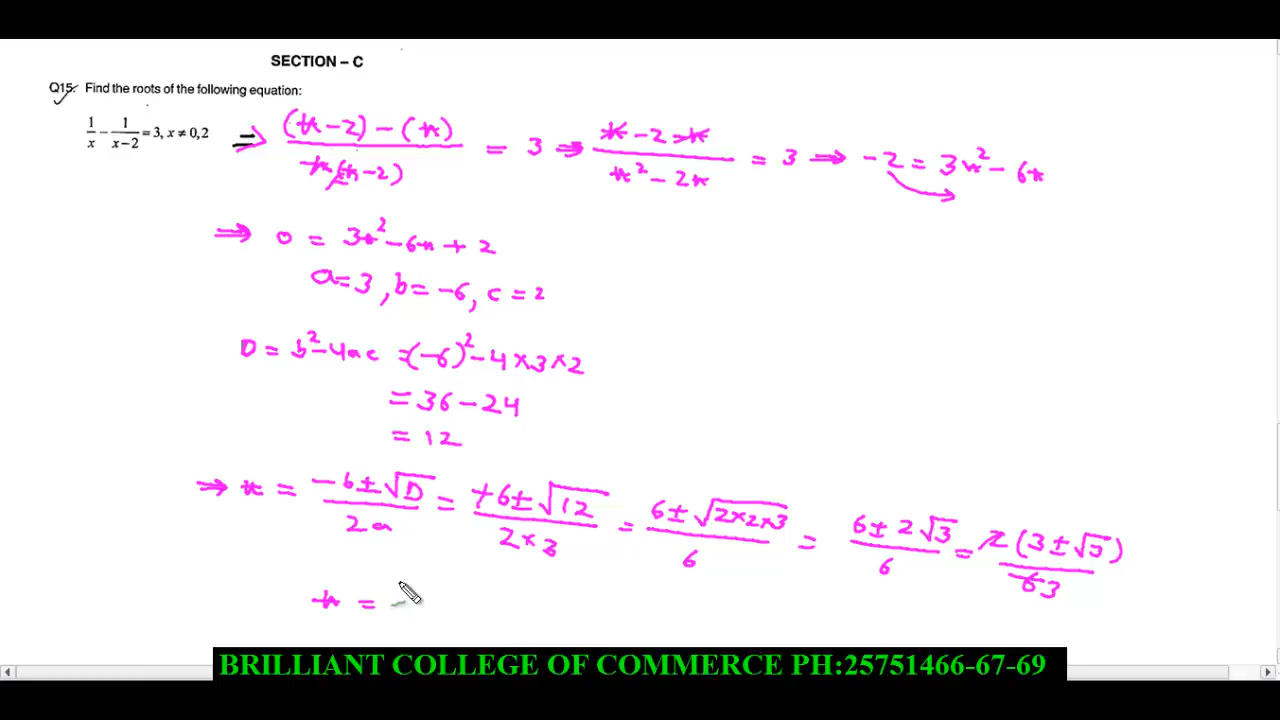 SECTION – C
Q15. Find the roots of the following equation:
1/x - 1/(x-2) = 3, x ≠ 0, 2 ⇒ ((x-2) - (x))/(x(x-2)) = 3 ⇒ (x - 2 - x)/(x² - 2x) = 3 ⇒ -2 = 3x² - 6x
⇒ 0 = 3x² - 6x + 2
a = 3, b = -6, c = 2
D = b² - 4ac = (-6)² - 4×3×2
= 36 - 24
= 12
⇒ x = (-b ± √D)/2a = (+6 ± √12)/(2×3) = (6 ± √(2×2×3))/6 = (6 ± 2√3)/6 = 2(3 ± √3)/6 3
x =
BRILLIANT COLLEGE OF COMMERCE PH:25751466-67-69